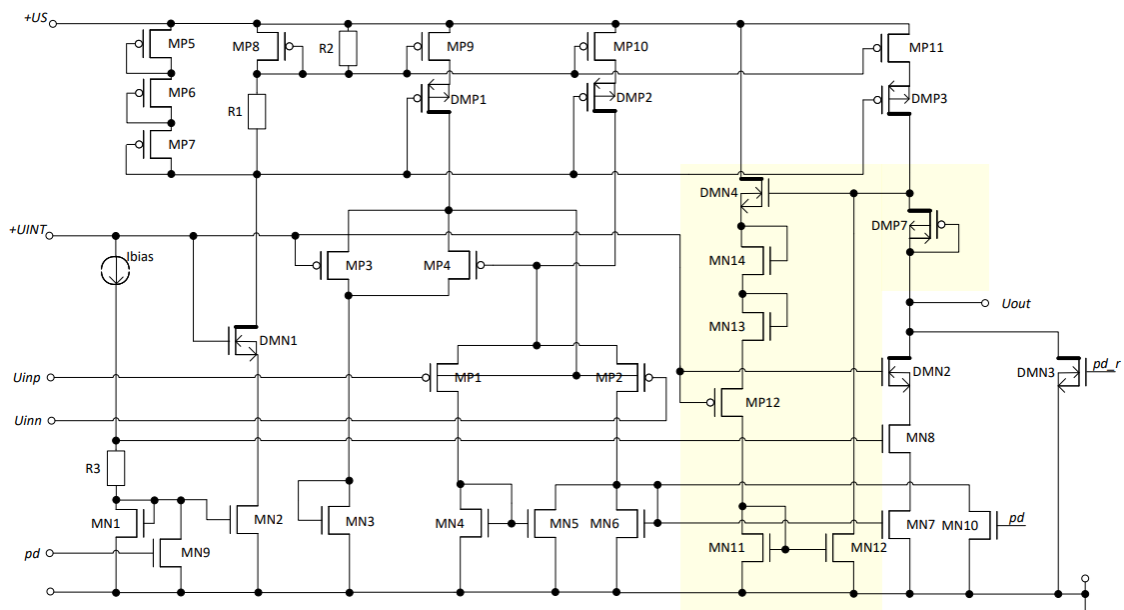 +US
MP5
MP8
R2
MP9
MP10
MP11
MP6
R1
DMP1
DMP2
DMP3
MP7
DMN4
DMP7
+UINT
Ibias
MP3
MP4
MN14
Uout
MN13
DMN1
DMN2
DMN3
pd_r
Uinp
MP1
MP2
MP12
Uinn
MN8
R3
MN1
MN2
MN3
MN4
MN5
MN6
MN7
MN10
pd
pd
MN9
MN11
MN12